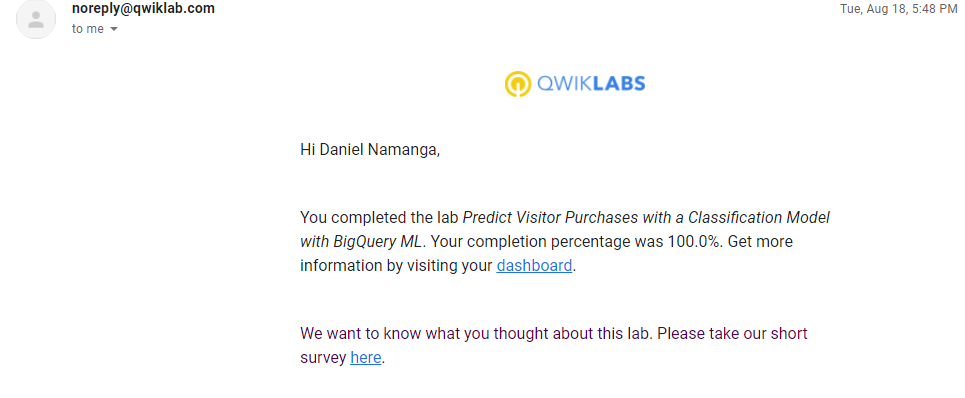 noreply@qwiklab.com
Tue, Aug 18, 5:48 PM
to me
QWIKLABS
Hi Daniel Namanga,
You completed the lab Predict Visitor Purchases with a Classification Model
with BigQuery ML. Your completion percentage was 100.0%. Get more
information by visiting your dashboard.
We want to know what you thought about this lab. Please take our short
survey here.